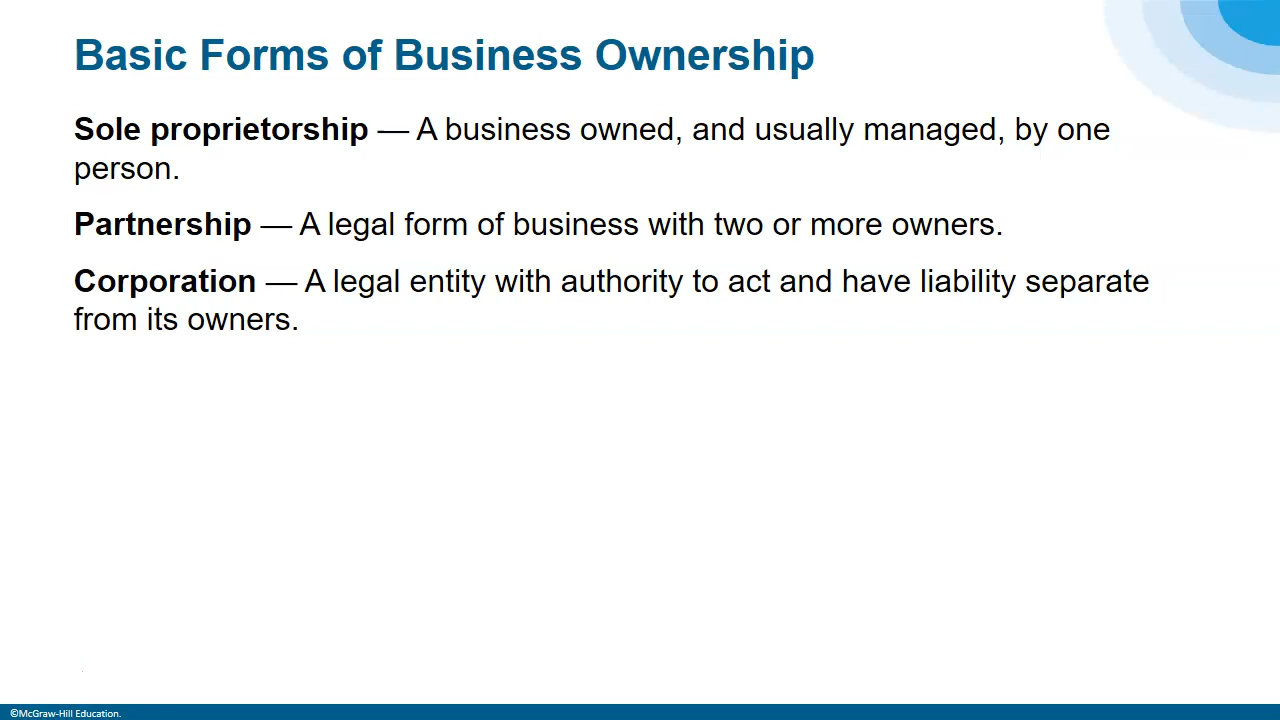 Basic Forms of Business Ownership
Sole proprietorship — A business owned, and usually managed, by one
person.
Partnership — A legal form of business with two or more owners.
Corporation — A legal entity with authority to act and have liability separate
from its owners.
©McGraw-Hill Education.